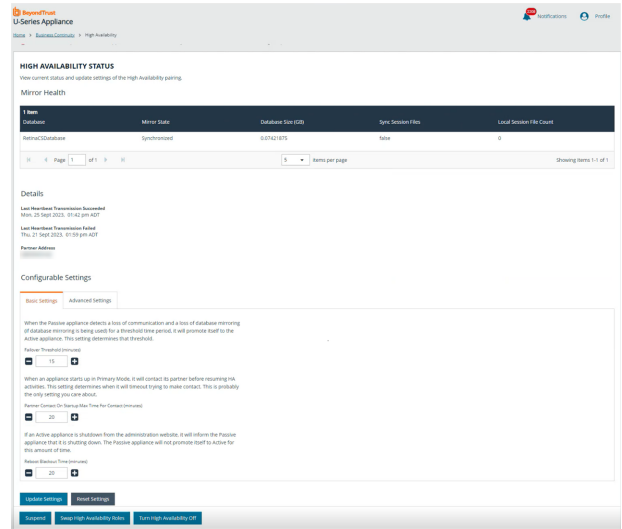 BeyondTrust
U-Series Appliance
Notifications
Profile
Home > Business Continuity > High Availability
HIGH AVAILABILITY STATUS
View current status and update settings of the High Availability pairing.
Mirror Health
1 Item
Database Mirror State Database Size (GB) Sync Session Files Local Session File Count
RetinaCSDatabase Synchronized 0.07421875 false 0
Page 1 of 1 5 items per page Showing items 1-1 of 1
Details
Last Heartbeat Transmission Succeeded
Mon, 25 Sept 2023, 01:42 pm ADT
Last Heartbeat Transmission Failed
Thu, 21 Sept 2023, 01:59 pm ADT
Partner Address
Configurable Settings
Basic Settings Advanced Settings
When the Passive appliance detects a loss of communication and a loss of database mirroring
of database mirroring is being used) for a threshold time period, it will promote itself to the
Active appliance. This setting determines that threshold.
Failover Threshold (minutes)
15
When an appliance starts up in Primary Mode, it will contact its partner before resuming HA
activities. This setting determines when it will timeout trying to make contact. This is probably
the only setting you care about.
Partner Contact On Startup Max Time For Contact (minutes)
20
If an Active appliance is shutdown from the administration website, it will inform the Passive
appliance that it is shutting down. The Passive appliance will not promote itself to Active for
this amount of time.
Blackout Time (minutes)
20
Update Settings Reset Settings
Suspend Swap High Availability Roles Turn High Availability Off